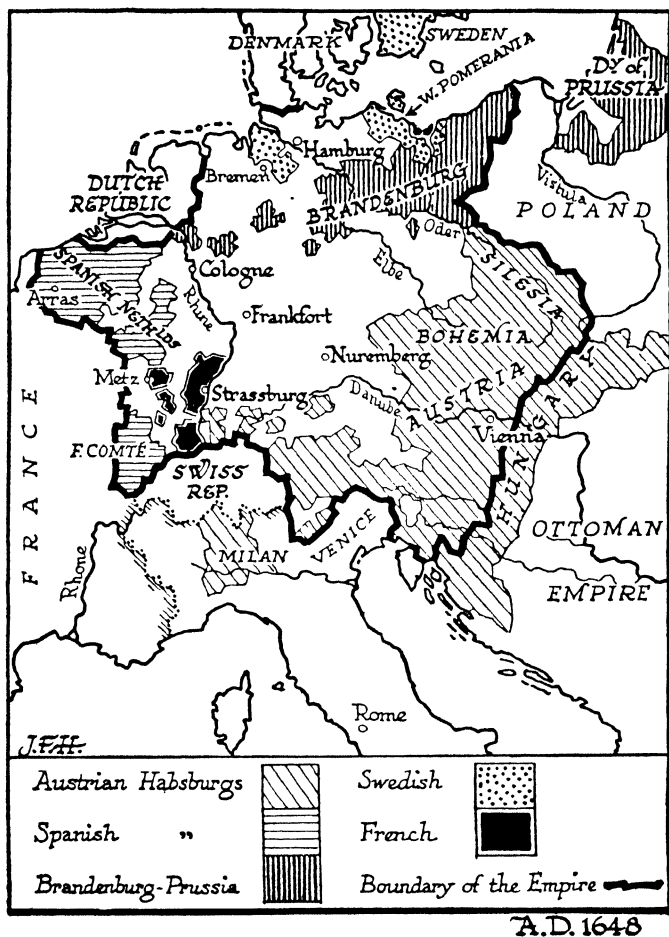 DENMARK
SWEDEN
W. POMERANIA
Dy. of
PRUSSIA
Hamburg
Bremen
DUTCH
REPUBLIC
BRANDENBURG
Vistula
POLAND
Oder
Elbe
SILESIA
Cologne
SPANISH NETHLDS
Arras
Rhine
Frankfort
BOHEMIA
Nuremberg
Metz
Strassburg
Danube
AUSTRIA
Vienna
HUNGARY
FRANCE
F. COMTÉ
SWISS
REP.
OTTOMAN
EMPIRE
MILAN
VENICE
Rhone
Rome
J.F.H.
Austrian Habsburgs
Swedish
Spanish „
French
Brandenburg-Prussia
Boundary of the Empire
A.D. 1648